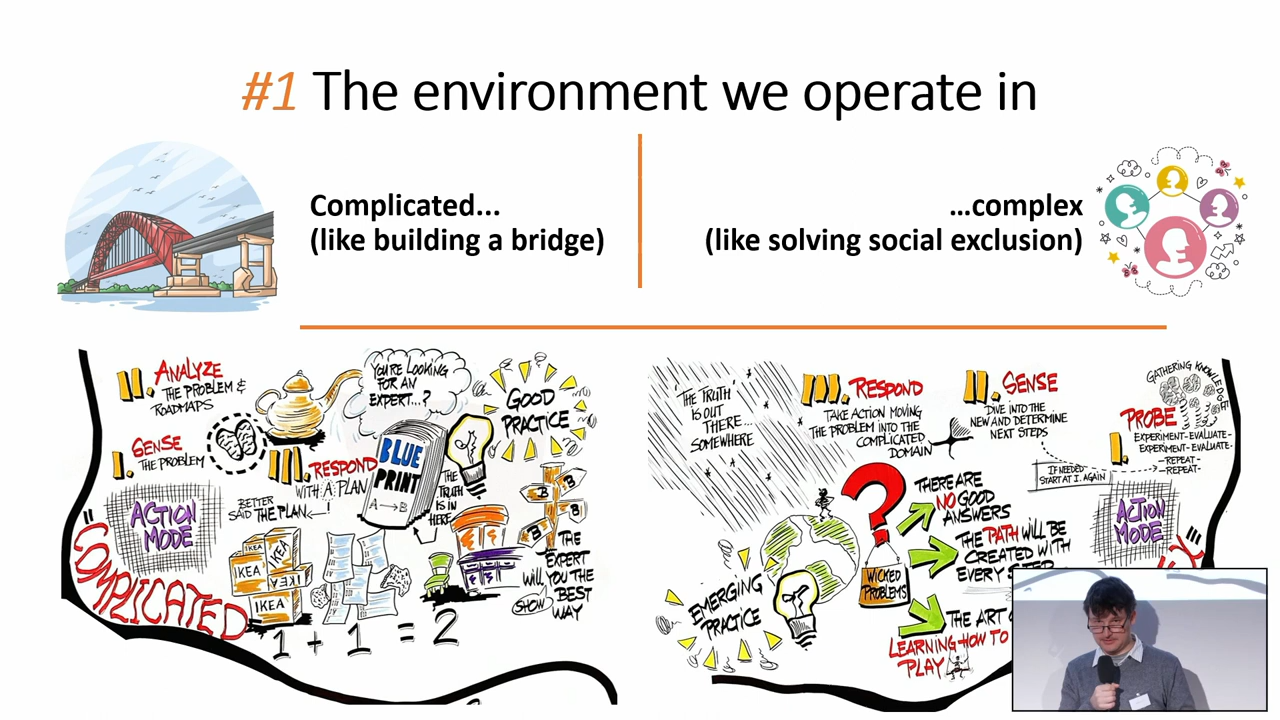 #1 The environment we operate in
Complicated...
(like building a bridge)
...complex
(like solving social exclusion)
II. ANALYZE
THE PROBLEM &
ROADMAPS
I. SENSE
THE PROBLEM
III. RESPOND
WITH A PLAN
BETTER
SAID THE PLAN
!
ACTION
MODE
"COMPLICATED
YOU'RE LOOKING
FOR AN
EXPERT...?
BLUE
PRINT
A→B
THE
TRUTH
IS IN
HERE
GOOD
PRACTICE
B
B
B
IKEA
IKEA
IKEA
IKEA
IKEA
THE
EXPERT
WILL YOU THE
SHOW BEST
WAY
1 + 1 = 2
'THE TRUTH'
IS OUT
THERE...
SOMEWHERE
III. RESPOND
TAKE ACTION MOVING
THE PROBLEM INTO THE
COMPLICATED
DOMAIN
II. SENSE
DIVE INTO THE
NEW AND DETERMINE
NEXT STEPS
GATHERING KNOWLEDGE
I. PROBE
EXPERIMENT-EVALUATE-
EXPERIMENT-EVALUATE-
-REPEAT-
-REPEAT-
IF NEEDED
START AT I. AGAIN
ACTION
MODE
?
THERE ARE
NO GOOD
ANSWERS
THE PATH WILL BE
CREATED WITH
EVERY
WICKED
PROBLEMS
EMERGING
PRACTICE
THE ART
LEARNING HOW TO
PLAY